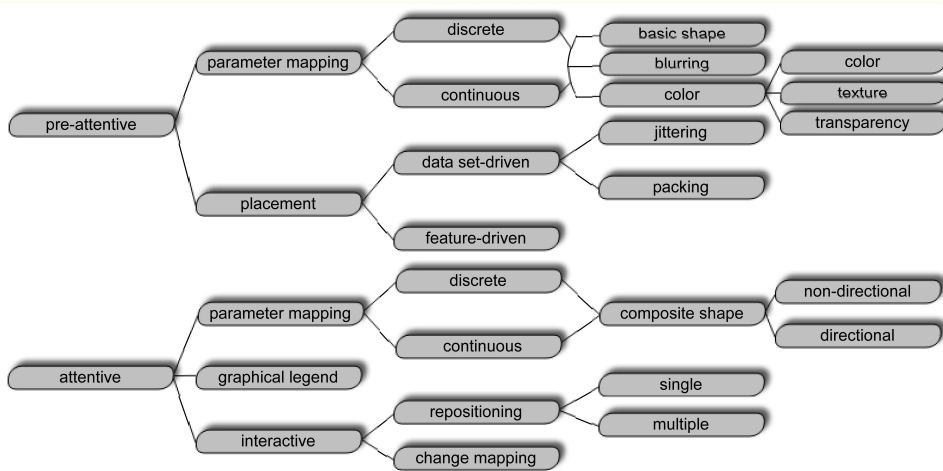 pre-attentive
parameter mapping
discrete
continuous
basic shape
blurring
color
color
texture
transparency
placement
data set-driven
jittering
packing
feature-driven
attentive
parameter mapping
discrete
continuous
composite shape
non-directional
directional
graphical legend
interactive
repositioning
single
multiple
change mapping